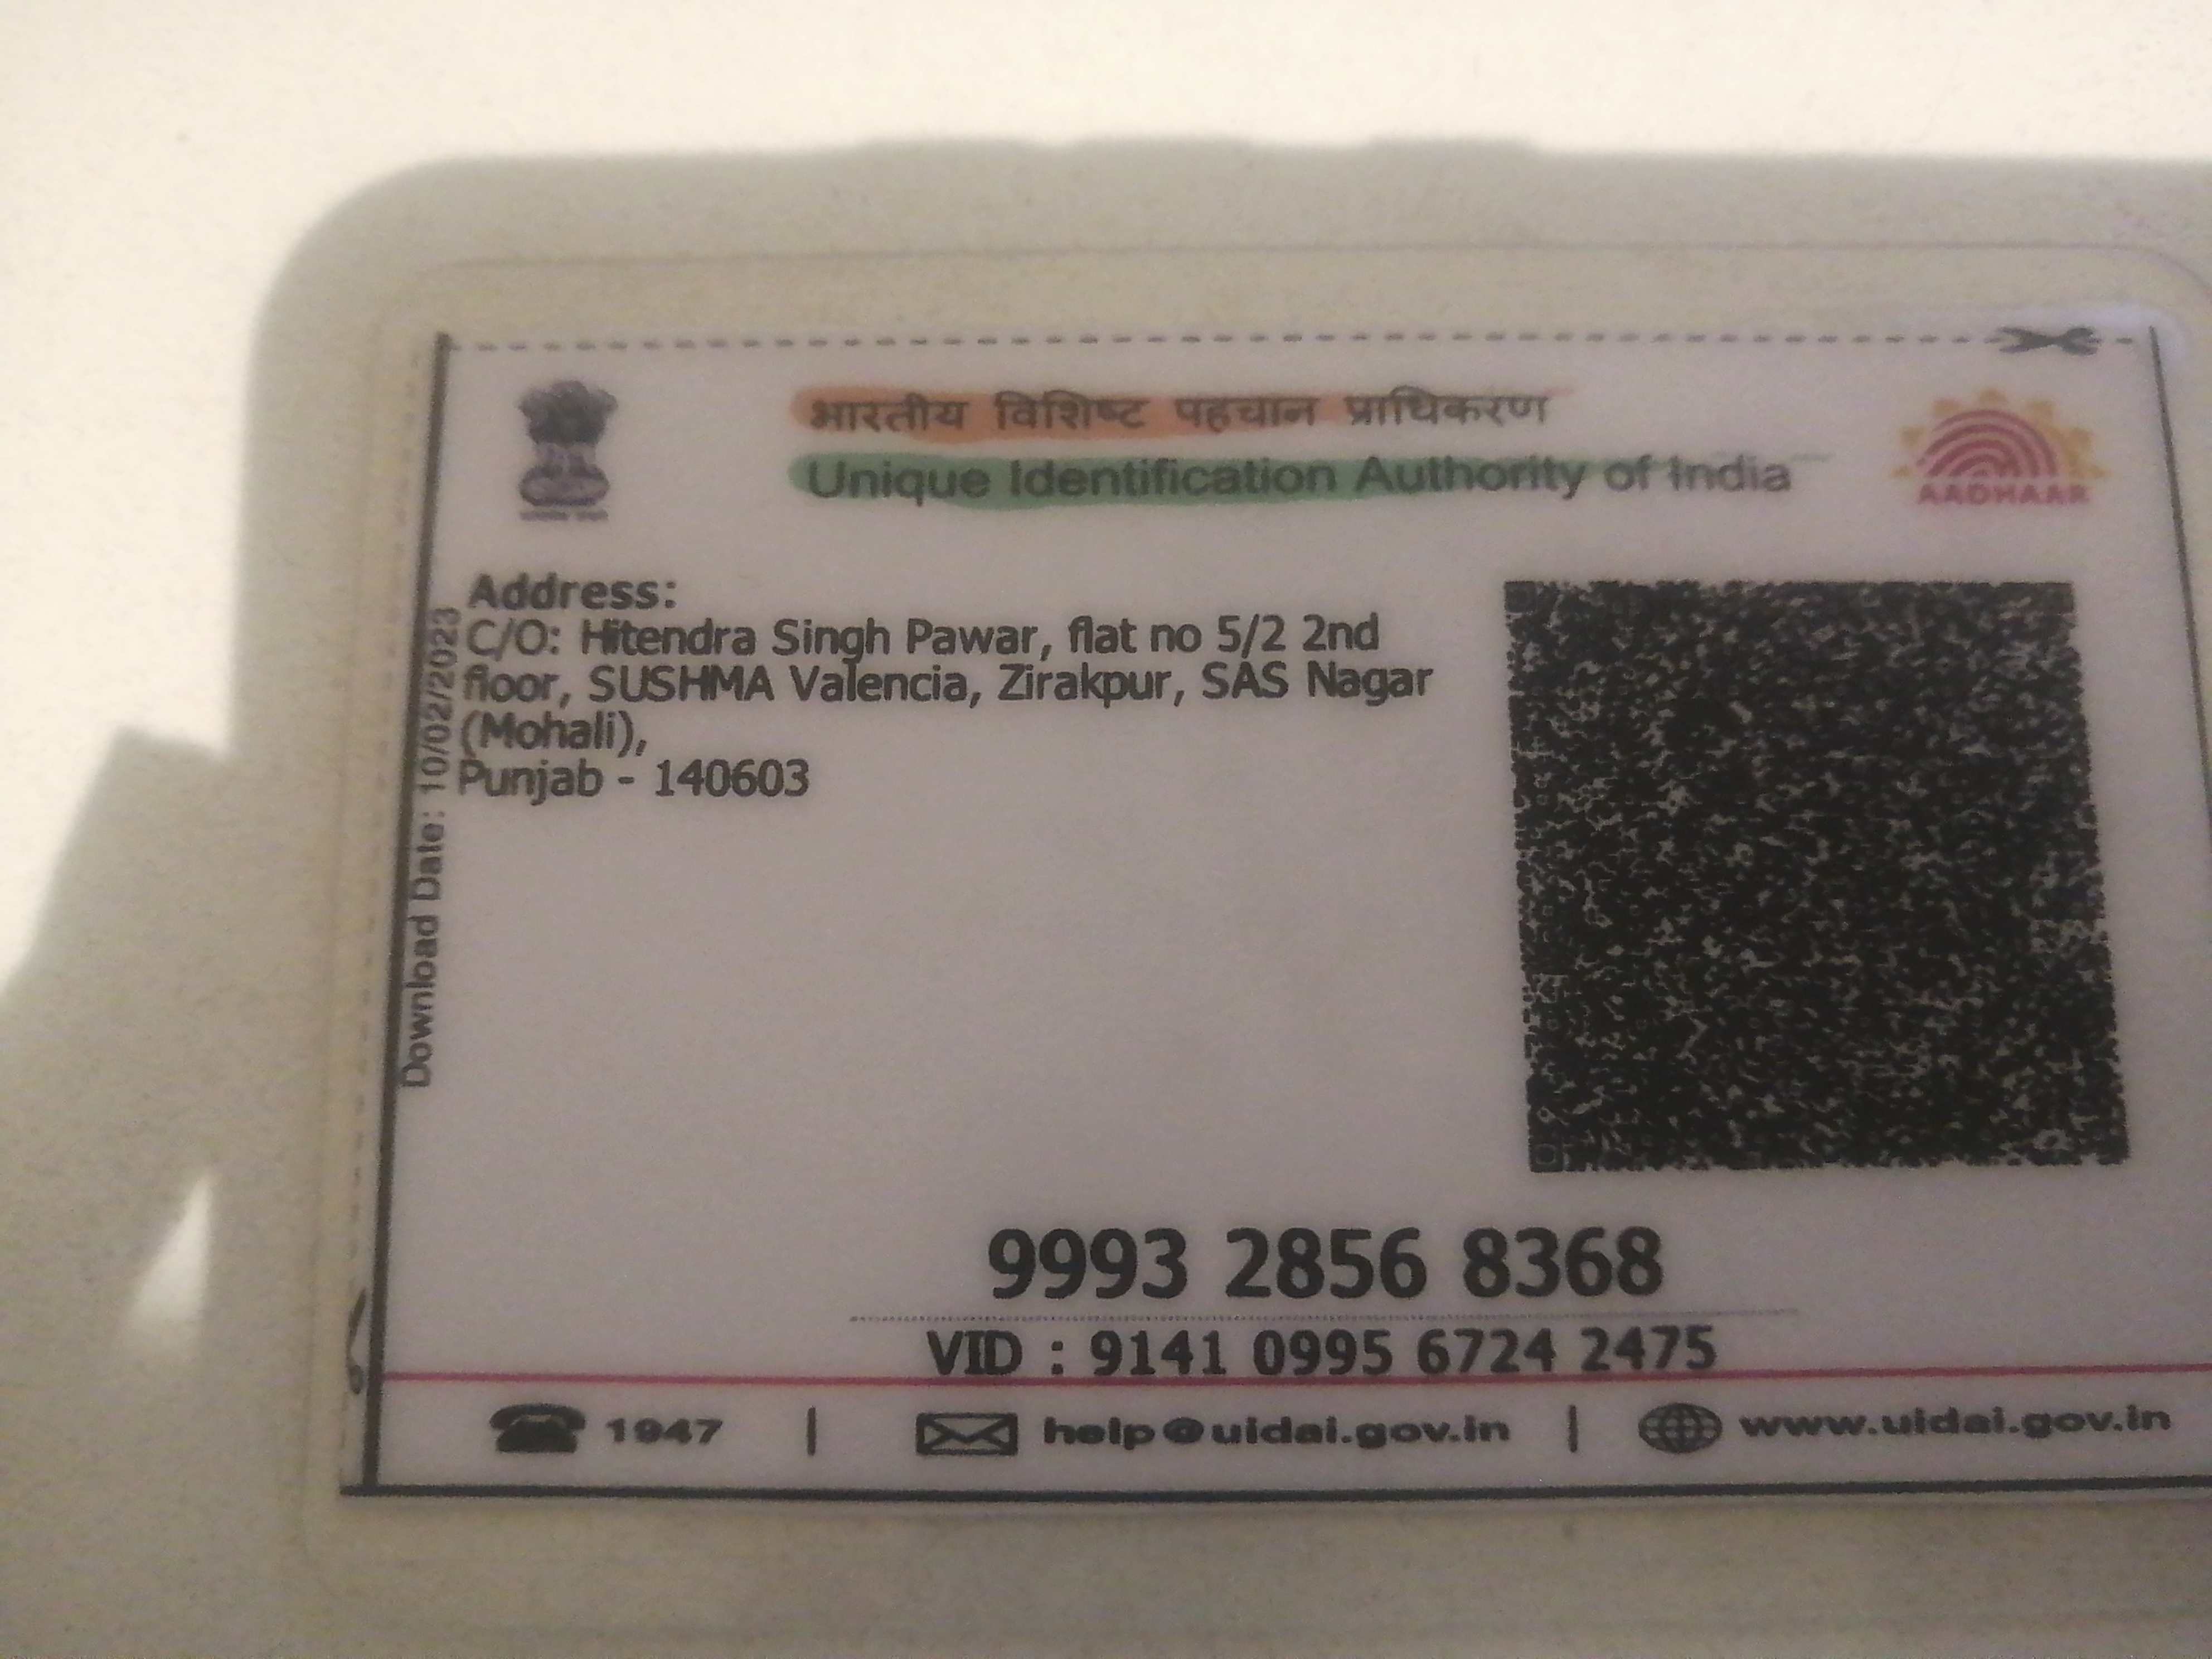 भारतीय विशिष्ट पहचान प्राधिकरण
Unique Identification Authority of India
AADHAAR
Address:
C/O: Hitendra Singh Pawar, flat no 5/2 2nd
floor, SUSHMA Valencia, Zirakpur, SAS Nagar
(Mohali),
Punjab - 140603
Download Date: 10/02/2023
9993 2856 8368
VID : 9141 0995 6724 2475
1947 | help@uidai.gov.in | www.uidai.gov.in